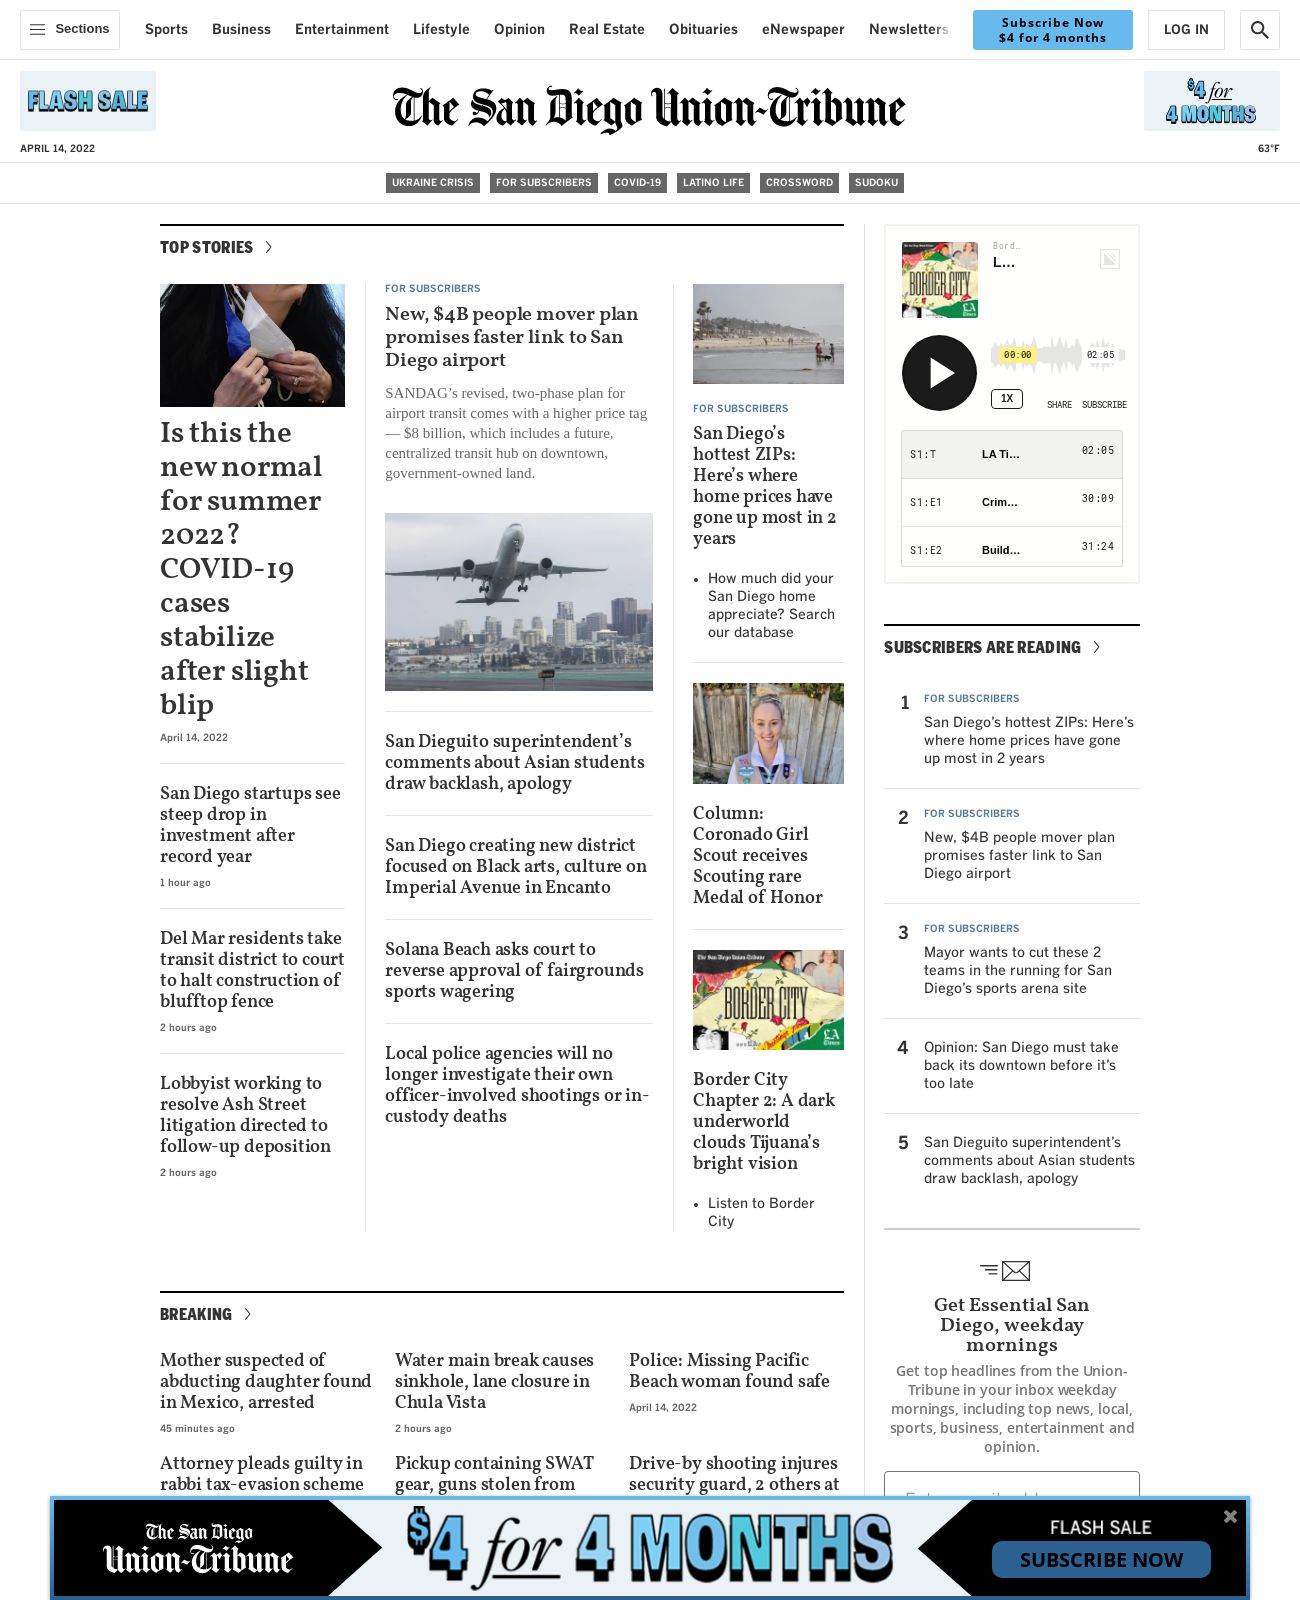 Sections
Sports
Business
Entertainment
Lifestyle
Opinion
Real Estate
Obituaries
eNewspaper
Newsletters
Subscribe Now
$4 for 4 months
LOG IN
FLASH SALE
The San Diego Union-Tribune
$4 for
4 MONTHS
APRIL 14, 2022
63°F
UKRAINE CRISIS
FOR SUBSCRIBERS
COVID-19
LATINO LIFE
CROSSWORD
SUDOKU
TOP STORIES
Is this the
new normal
for summer
2022?
COVID-19
cases
stabilize
after slight
blip
April 14, 2022
San Diego startups see
steep drop in
investment after
record year
1 hour ago
Del Mar residents take
transit district to court
to halt construction of
blufftop fence
2 hours ago
Lobbyist working to
resolve Ash Street
litigation directed to
follow-up deposition
2 hours ago
FOR SUBSCRIBERS
New, $4B people mover plan
promises faster link to San
Diego airport
SANDAG’s revised, two-phase plan for
airport transit comes with a higher price tag
— $8 billion, which includes a future,
centralized transit hub on downtown,
government-owned land.
San Dieguito superintendent’s
comments about Asian students
draw backlash, apology
San Diego creating new district
focused on Black arts, culture on
Imperial Avenue in Encanto
Solana Beach asks court to
reverse approval of fairgrounds
sports wagering
Local police agencies will no
longer investigate their own
officer-involved shootings or in-
custody deaths
FOR SUBSCRIBERS
San Diego’s
hottest ZIPs:
Here’s where
home prices have
gone up most in 2
years
• How much did your
San Diego home
appreciate? Search
our database
Column:
Coronado Girl
Scout receives
Scouting rare
Medal of Honor
The San Diego Union-Tribune
BORDER CITY
LA Times
Border City
Chapter 2: A dark
underworld
clouds Tijuana’s
bright vision
• Listen to Border
City
BORDER CITY
LA Times
Bord…
L…
00:00
02:05
1X
SHARE
SUBSCRIBE
S1:T
LA Ti…
02:05
S1:E1
Crim…
30:09
S1:E2
Build…
31:24
SUBSCRIBERS ARE READING
1
FOR SUBSCRIBERS
San Diego’s hottest ZIPs: Here’s
where home prices have gone
up most in 2 years
2
FOR SUBSCRIBERS
New, $4B people mover plan
promises faster link to San
Diego airport
3
FOR SUBSCRIBERS
Mayor wants to cut these 2
teams in the running for San
Diego’s sports arena site
4
Opinion: San Diego must take
back its downtown before it’s
too late
5
San Dieguito superintendent’s
comments about Asian students
draw backlash, apology
Get Essential San
Diego, weekday
mornings
Get top headlines from the Union-
Tribune in your inbox weekday
mornings, including top news, local,
sports, business, entertainment and
opinion.
BREAKING
Mother suspected of
abducting daughter found
in Mexico, arrested
45 minutes ago
Water main break causes
sinkhole, lane closure in
Chula Vista
2 hours ago
Police: Missing Pacific
Beach woman found safe
April 14, 2022
Attorney pleads guilty in
rabbi tax-evasion scheme
Pickup containing SWAT
gear, guns stolen from
Drive-by shooting injures
security guard, 2 others at
The San Diego
Union-Tribune
$4 for 4 MONTHS
FLASH SALE
SUBSCRIBE NOW